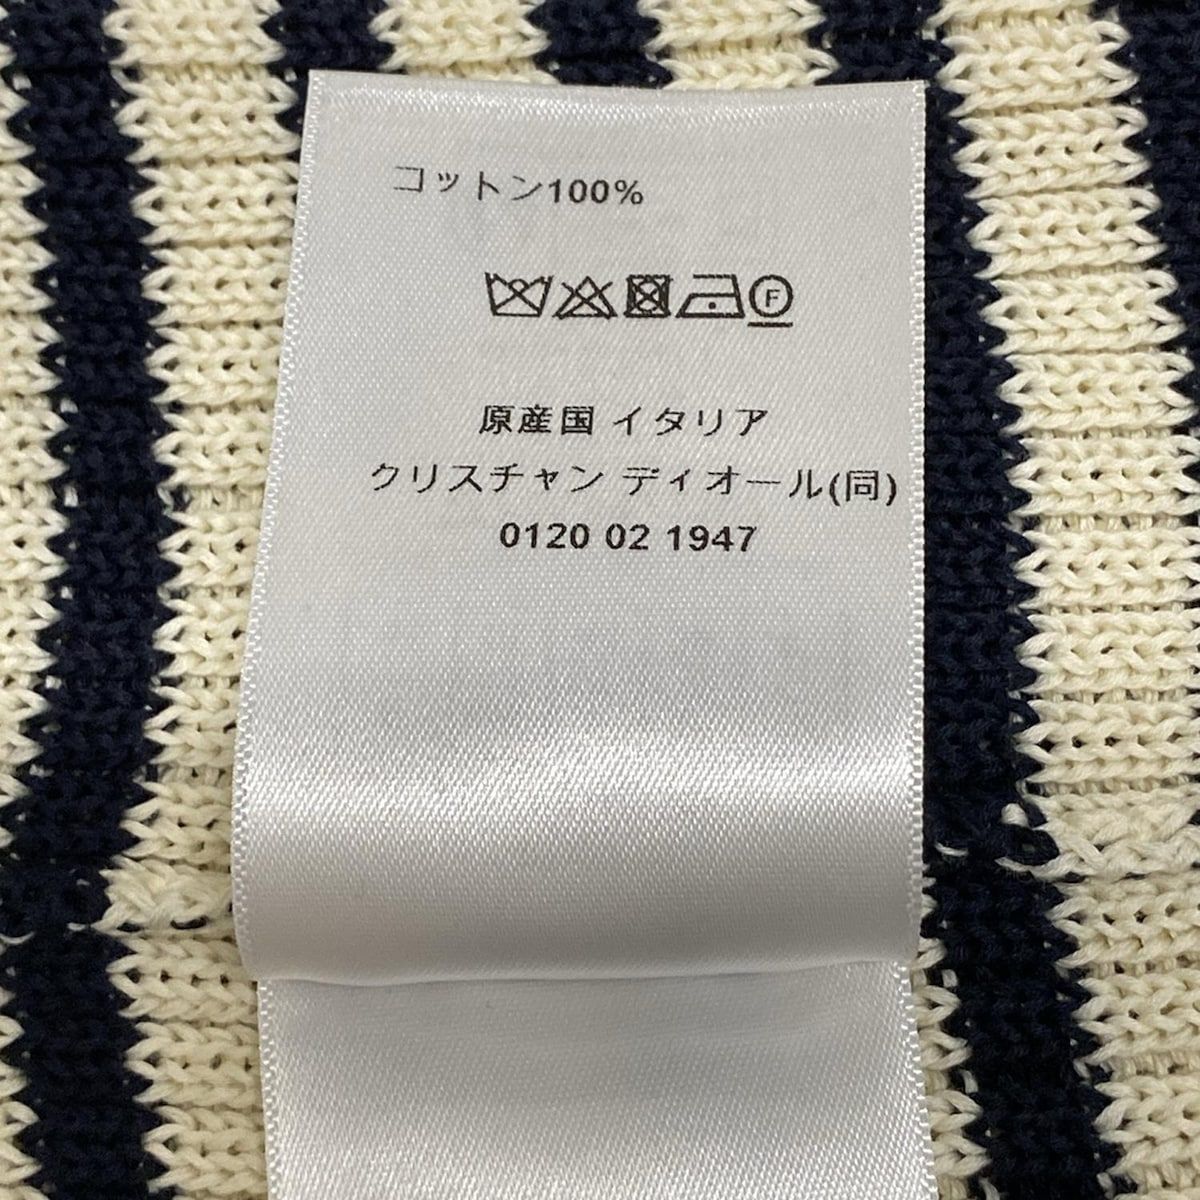 コットン100%
F
原産国 イタリア
クリスチャン ディオール(同)
0120 02 1947